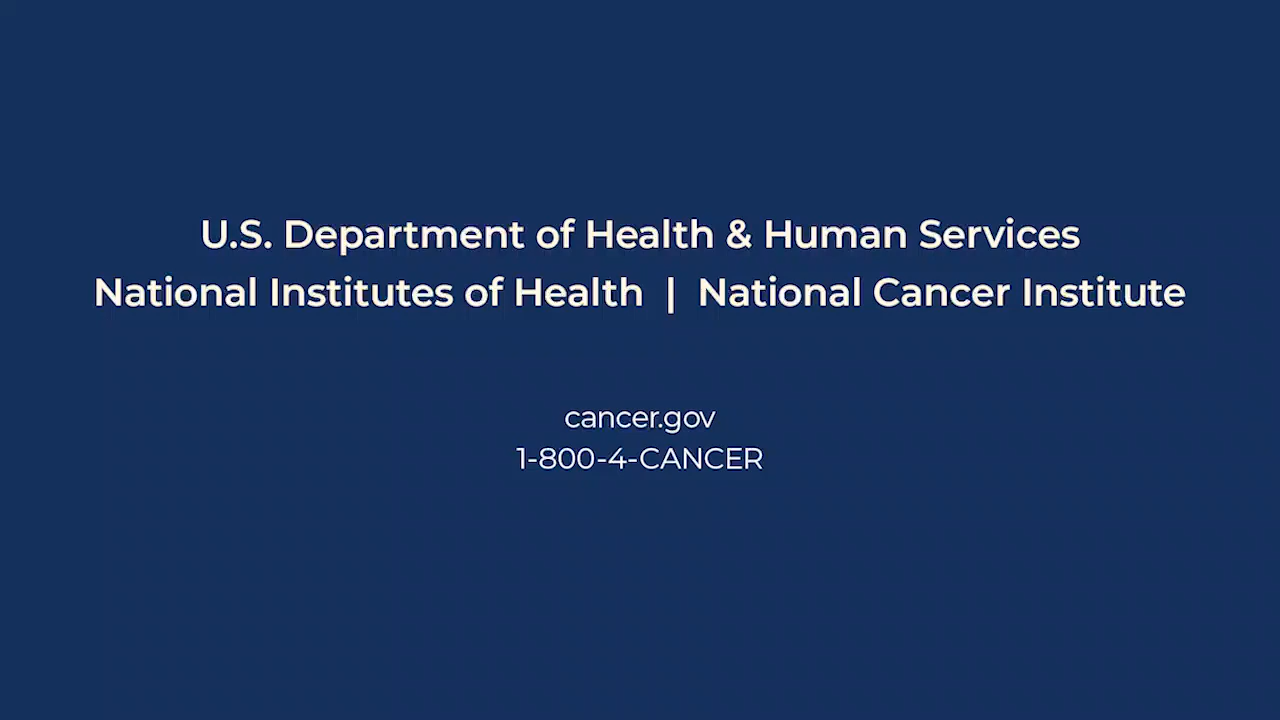 U.S. Department of Health & Human Services
National Institutes of Health | National Cancer Institute
cancer.gov
1-800-4-CANCER